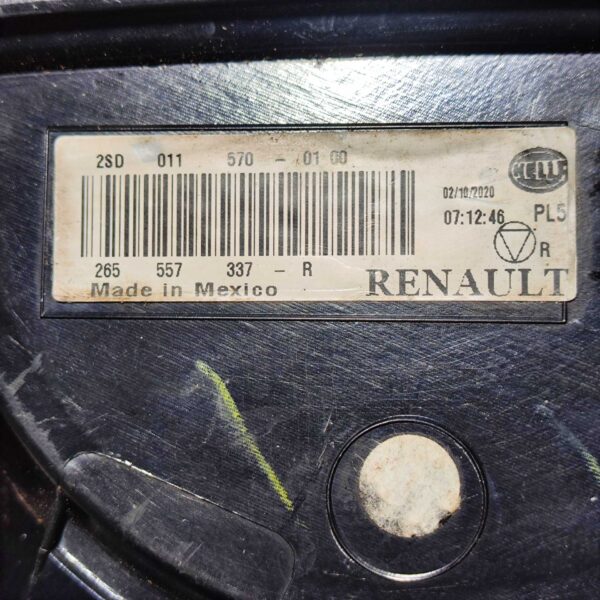 2SD 011 570 - 01 00
HELLA
02/10/2020
07:12:46 PL5
R
265 557 337 - R
Made in Mexico
RENAULT